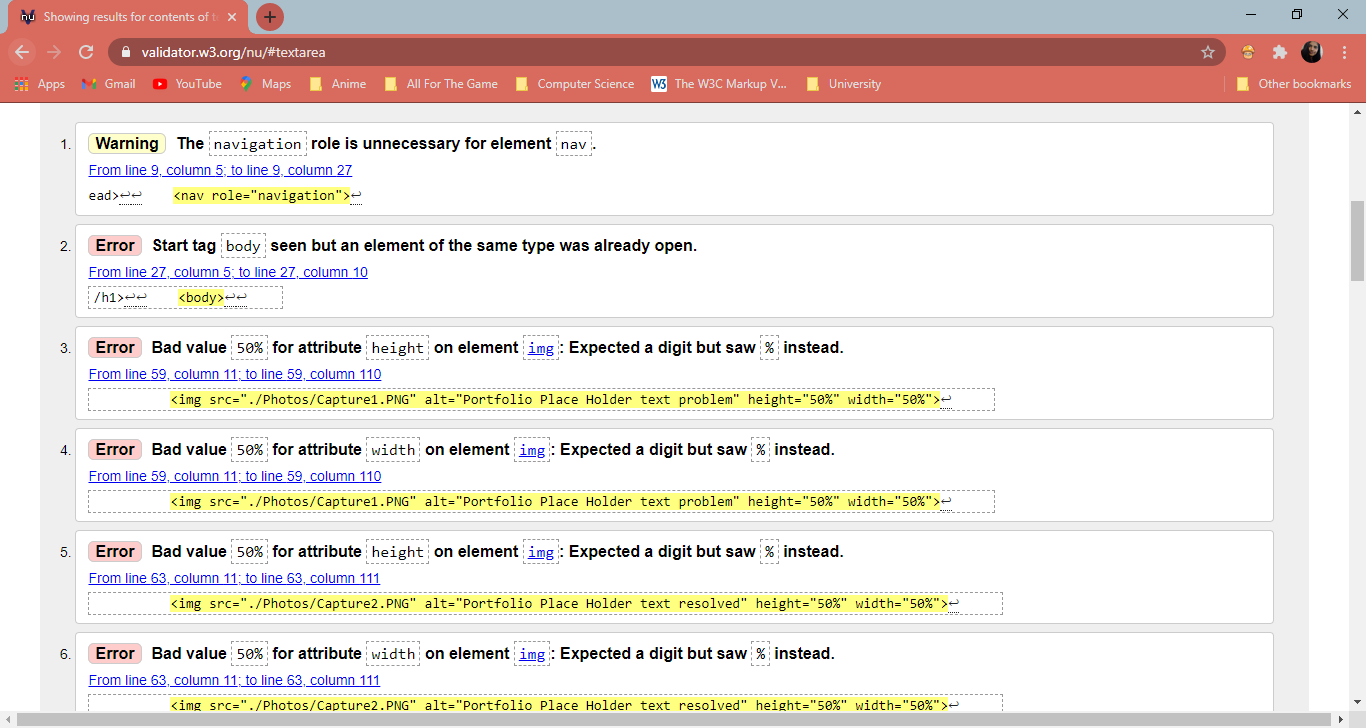 Showing results for contents of t
validator.w3.org/nu/#textarea
Apps Gmail YouTube Maps Anime All For The Game Computer Science W3 The W3C Markup V... University Other bookmarks
1. Warning The navigation role is unnecessary for element nav.
From line 9, column 5; to line 9, column 27
ead>↩↩ <nav role="navigation">↩
2. Error Start tag body seen but an element of the same type was already open.
From line 27, column 5; to line 27, column 10
/h1>↩↩ <body>↩↩
3. Error Bad value 50% for attribute height on element img: Expected a digit but saw % instead.
From line 59, column 11; to line 59, column 110
<img src="./Photos/Capture1.PNG" alt="Portfolio Place Holder text problem" height="50%" width="50%">↩
4. Error Bad value 50% for attribute width on element img: Expected a digit but saw % instead.
From line 59, column 11; to line 59, column 110
<img src="./Photos/Capture1.PNG" alt="Portfolio Place Holder text problem" height="50%" width="50%">↩
5. Error Bad value 50% for attribute height on element img: Expected a digit but saw % instead.
From line 63, column 11; to line 63, column 111
<img src="./Photos/Capture2.PNG" alt="Portfolio Place Holder text resolved" height="50%" width="50%">↩
6. Error Bad value 50% for attribute width on element img: Expected a digit but saw % instead.
From line 63, column 11; to line 63, column 111
<img src="./Photos/Capture2.PNG" alt="Portfolio Place Holder text resolved" height="50%" width="50%">↩